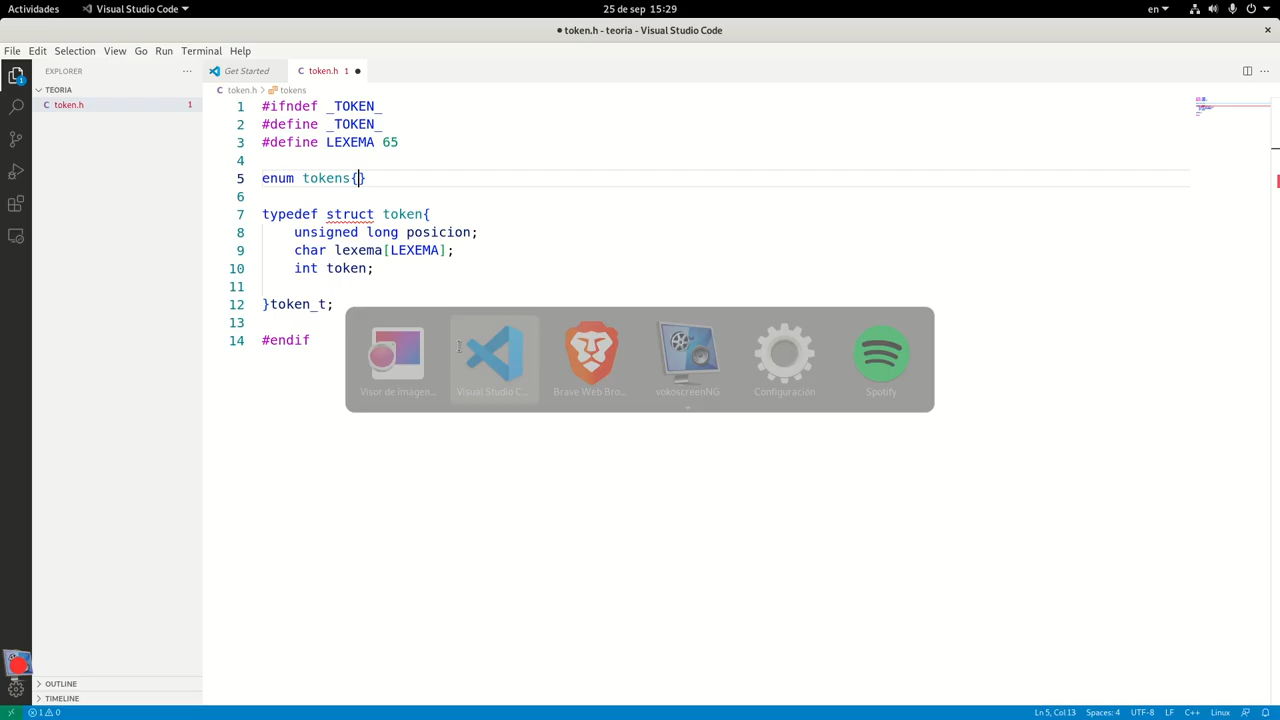 Actividades Visual Studio Code 25 de sep 15:29 en
● token.h - teoria - Visual Studio Code ×
File Edit Selection View Go Run Terminal Help
EXPLORER ··· Get Started token.h 1 ●
TEORIA token.h > tokens
C token.h 1
1 #ifndef _TOKEN_
2 #define _TOKEN_
3 #define LEXEMA 65
4
5 enum tokens{}
6
7 typedef struct token{
8 unsigned long posicion;
9 char lexema[LEXEMA];
10 int token;
11
12 }token_t;
13
14 #endif
Visor de imágen... Visual Studio C... Brave Web Bro... vokoscreenNG Configuración Spotify
OUTLINE
TIMELINE
1 0 Ln 5, Col 13 Spaces: 4 UTF-8 LF C++ Linux